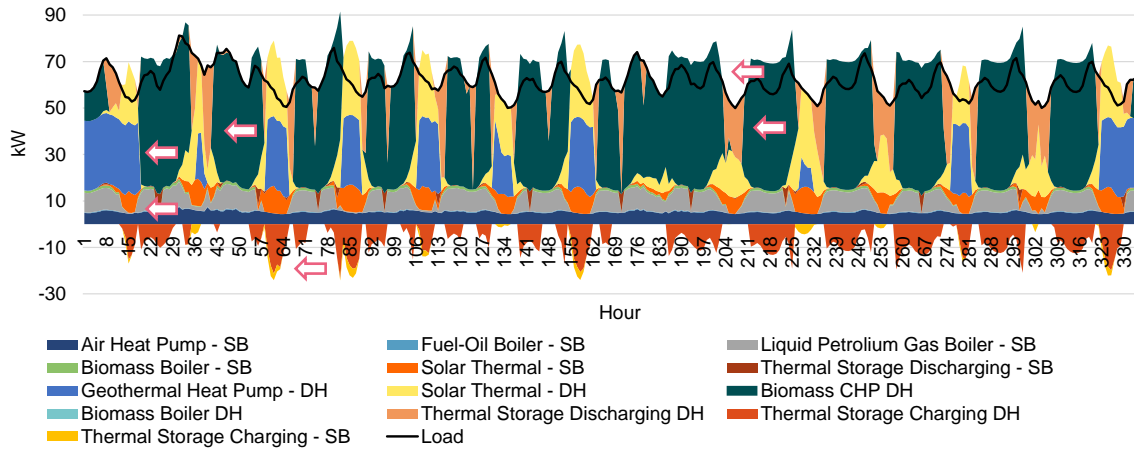 90
70
50
30
10
-10
-30
kW
1 8 15 22 29 36 43 50 57 64 71 78 85 92 99 106 113 120 127 134 141 148 155 162 169 176 183 190 197 204 211 218 225 232 239 246 253 260 267 274 281 288 295 302 309 316 323 330
Hour
Air Heat Pump - SB Fuel-Oil Boiler - SB Liquid Petrolium Gas Boiler - SB
Biomass Boiler - SB Solar Thermal - SB Thermal Storage Discharging - SB
Geothermal Heat Pump - DH Solar Thermal - DH Biomass CHP DH
Biomass Boiler DH Thermal Storage Discharging DH Thermal Storage Charging DH
Thermal Storage Charging - SB Load